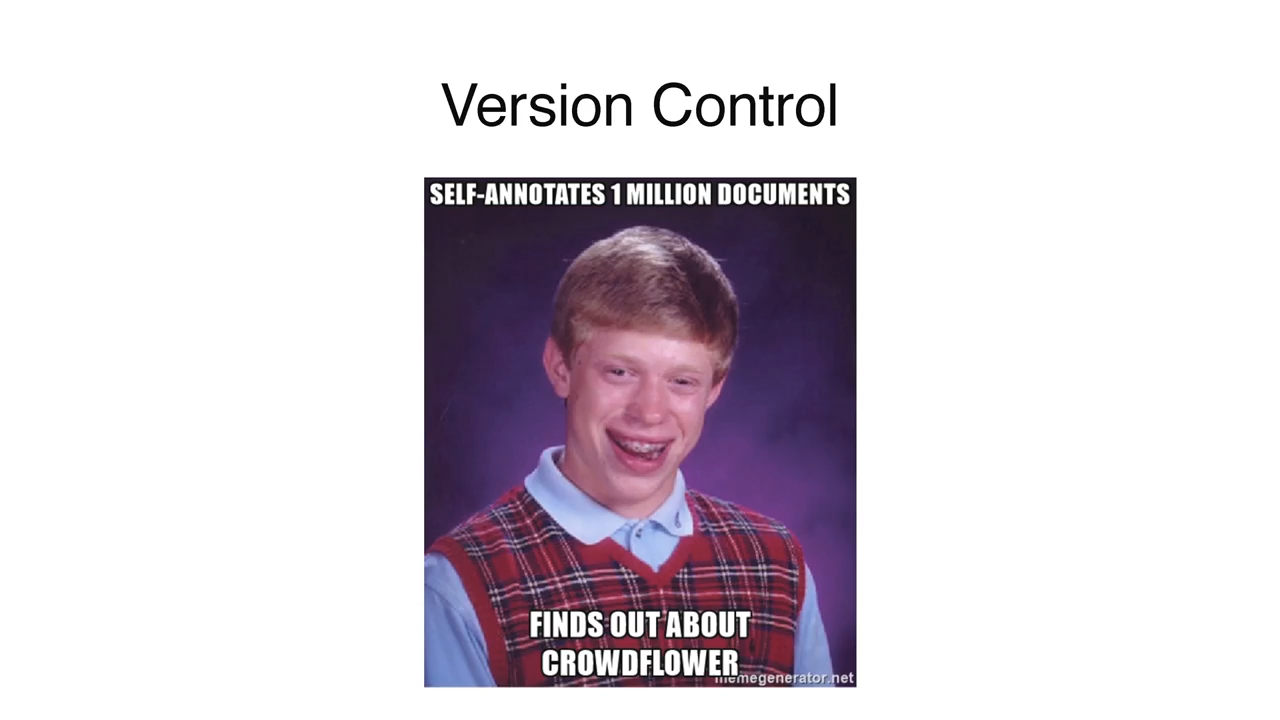 Version Control
SELF-ANNOTATES 1 MILLION DOCUMENTS
FINDS OUT ABOUT
CROWDFLOWER
memegenerator.net